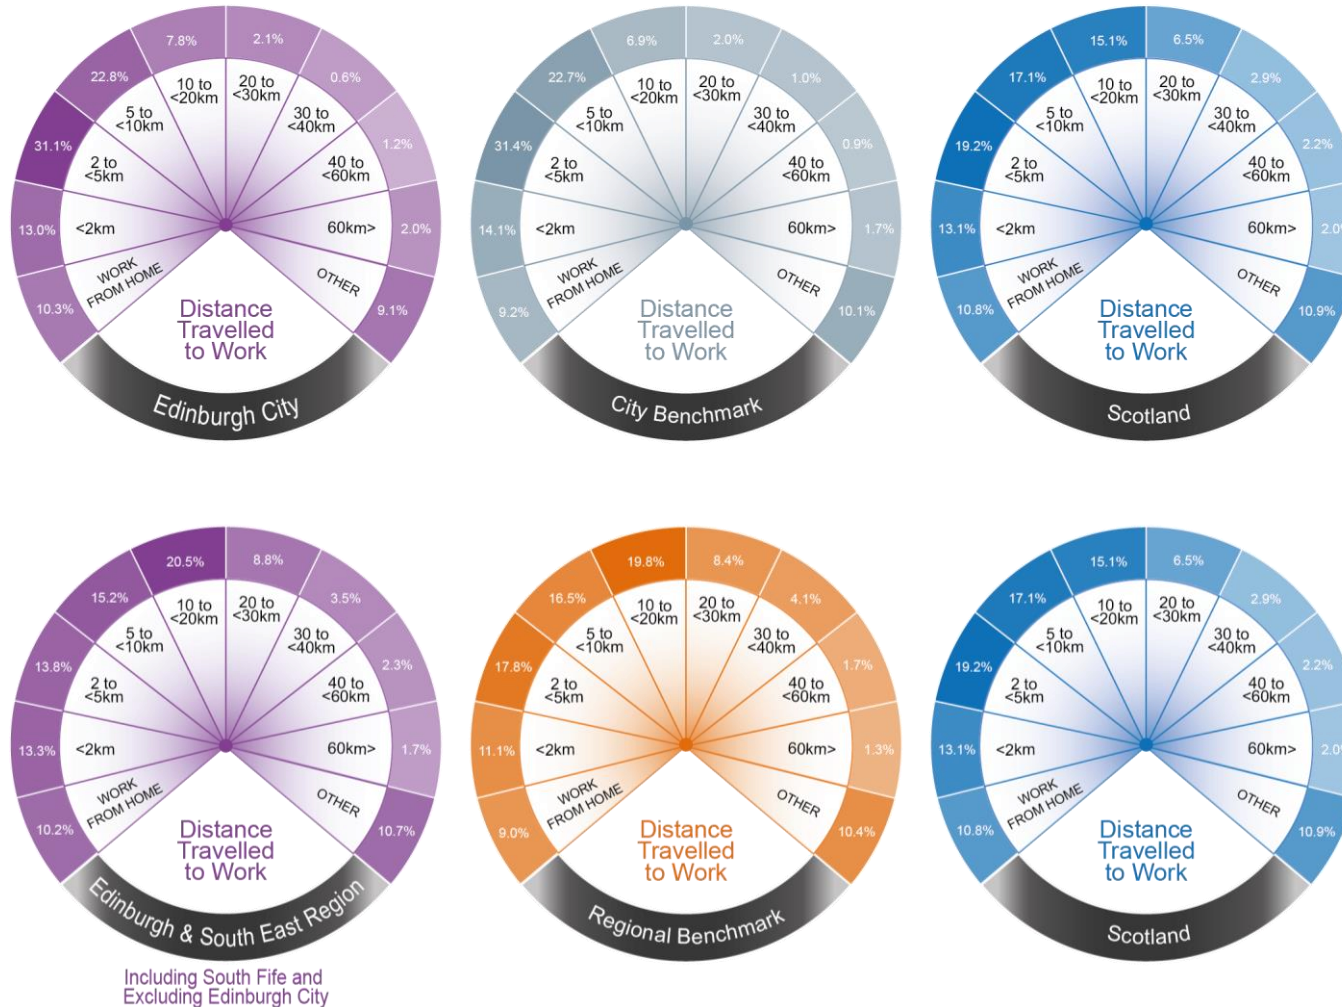 7.8%
2.1%
22.8%
0.6%
31.1%
1.2%
13.0%
2.0%
10.3%
9.1%
10 to
<20km
20 to
<30km
5 to
<10km
30 to
<40km
2 to
<5km
40 to
<60km
<2km
60km>
WORK
FROM HOME
OTHER
Distance
Travelled
to Work
Edinburgh City
6.9%
2.0%
22.7%
1.0%
31.4%
0.9%
14.1%
1.7%
9.2%
10.1%
10 to
<20km
20 to
<30km
5 to
<10km
30 to
<40km
2 to
<5km
40 to
<60km
<2km
60km>
WORK
FROM HOME
OTHER
Distance
Travelled
to Work
City Benchmark
15.1%
6.5%
17.1%
2.9%
19.2%
2.2%
13.1%
2.0%
10.8%
10.9%
10 to
<20km
20 to
<30km
5 to
<10km
30 to
<40km
2 to
<5km
40 to
<60km
<2km
60km>
WORK
FROM HOME
OTHER
Distance
Travelled
to Work
Scotland
20.5%
8.8%
15.2%
3.5%
13.8%
2.3%
13.3%
1.7%
10.2%
10.7%
10 to
<20km
20 to
<30km
5 to
<10km
30 to
<40km
2 to
<5km
40 to
<60km
<2km
60km>
WORK
FROM HOME
OTHER
Distance
Travelled
to Work
Edinburgh & South East Region
Including South Fife and
Excluding Edinburgh City
19.8%
8.4%
16.5%
4.1%
17.8%
1.7%
11.1%
1.3%
9.0%
10.4%
10 to
<20km
20 to
<30km
5 to
<10km
30 to
<40km
2 to
<5km
40 to
<60km
<2km
60km>
WORK
FROM HOME
OTHER
Distance
Travelled
to Work
Regional Benchmark
15.1%
6.5%
17.1%
2.9%
19.2%
2.2%
13.1%
2.0%
10.8%
10.9%
10 to
<20km
20 to
<30km
5 to
<10km
30 to
<40km
2 to
<5km
40 to
<60km
<2km
60km>
WORK
FROM HOME
OTHER
Distance
Travelled
to Work
Scotland